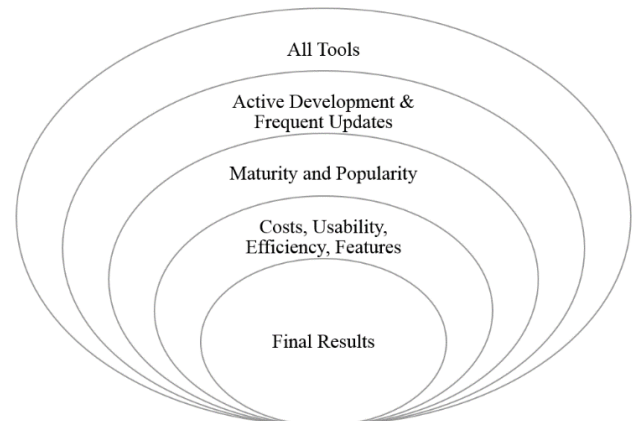 All Tools
Active Development &
Frequent Updates
Maturity and Popularity
Costs, Usability,
Efficiency, Features
Final Results